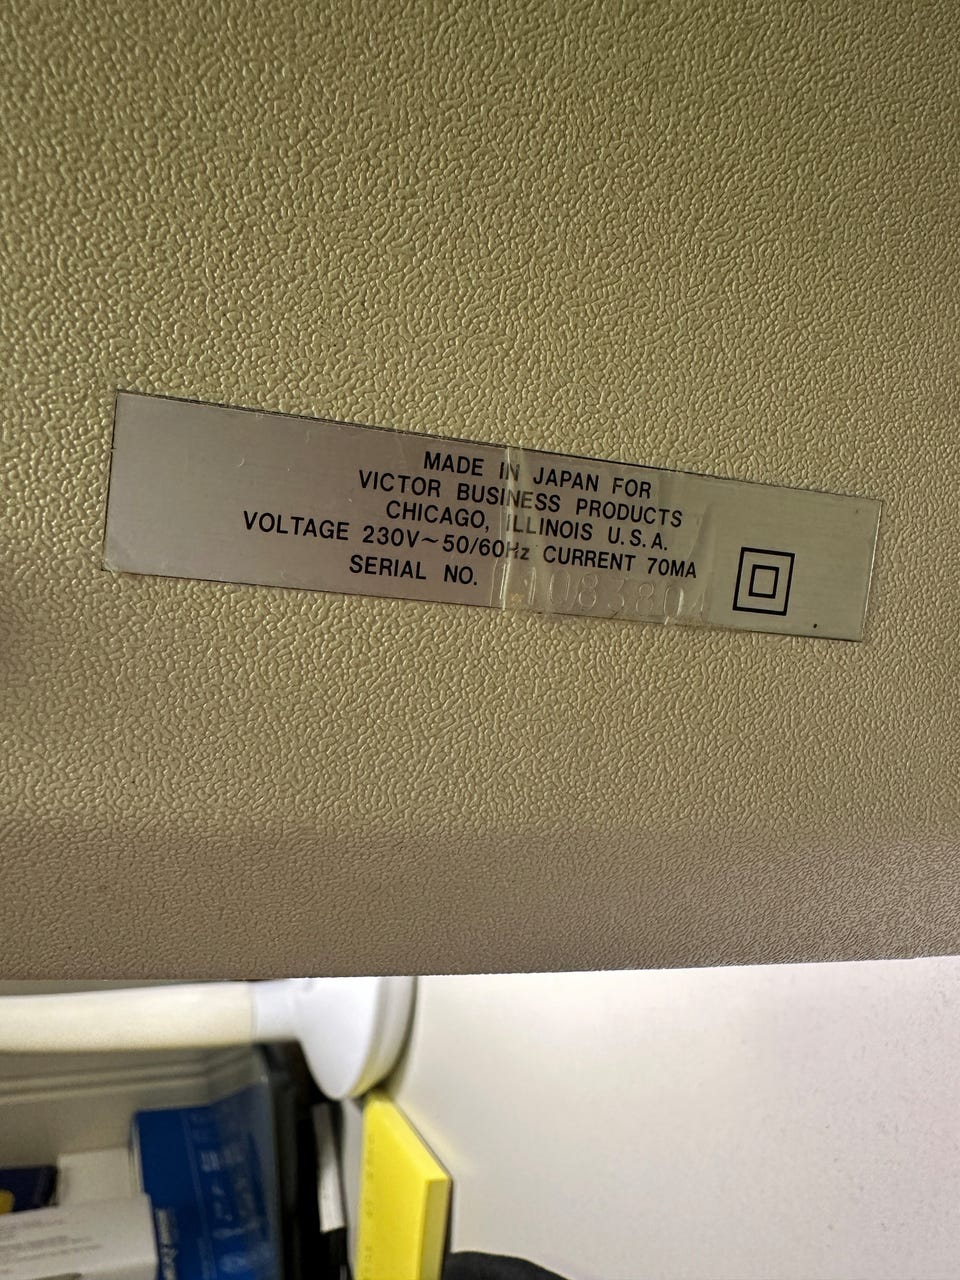 MADE IN JAPAN FOR
VICTOR BUSINESS PRODUCTS
CHICAGO, ILLINOIS U.S.A.
VOLTAGE 230V~50/60Hz CURRENT 70MA
SERIAL NO.